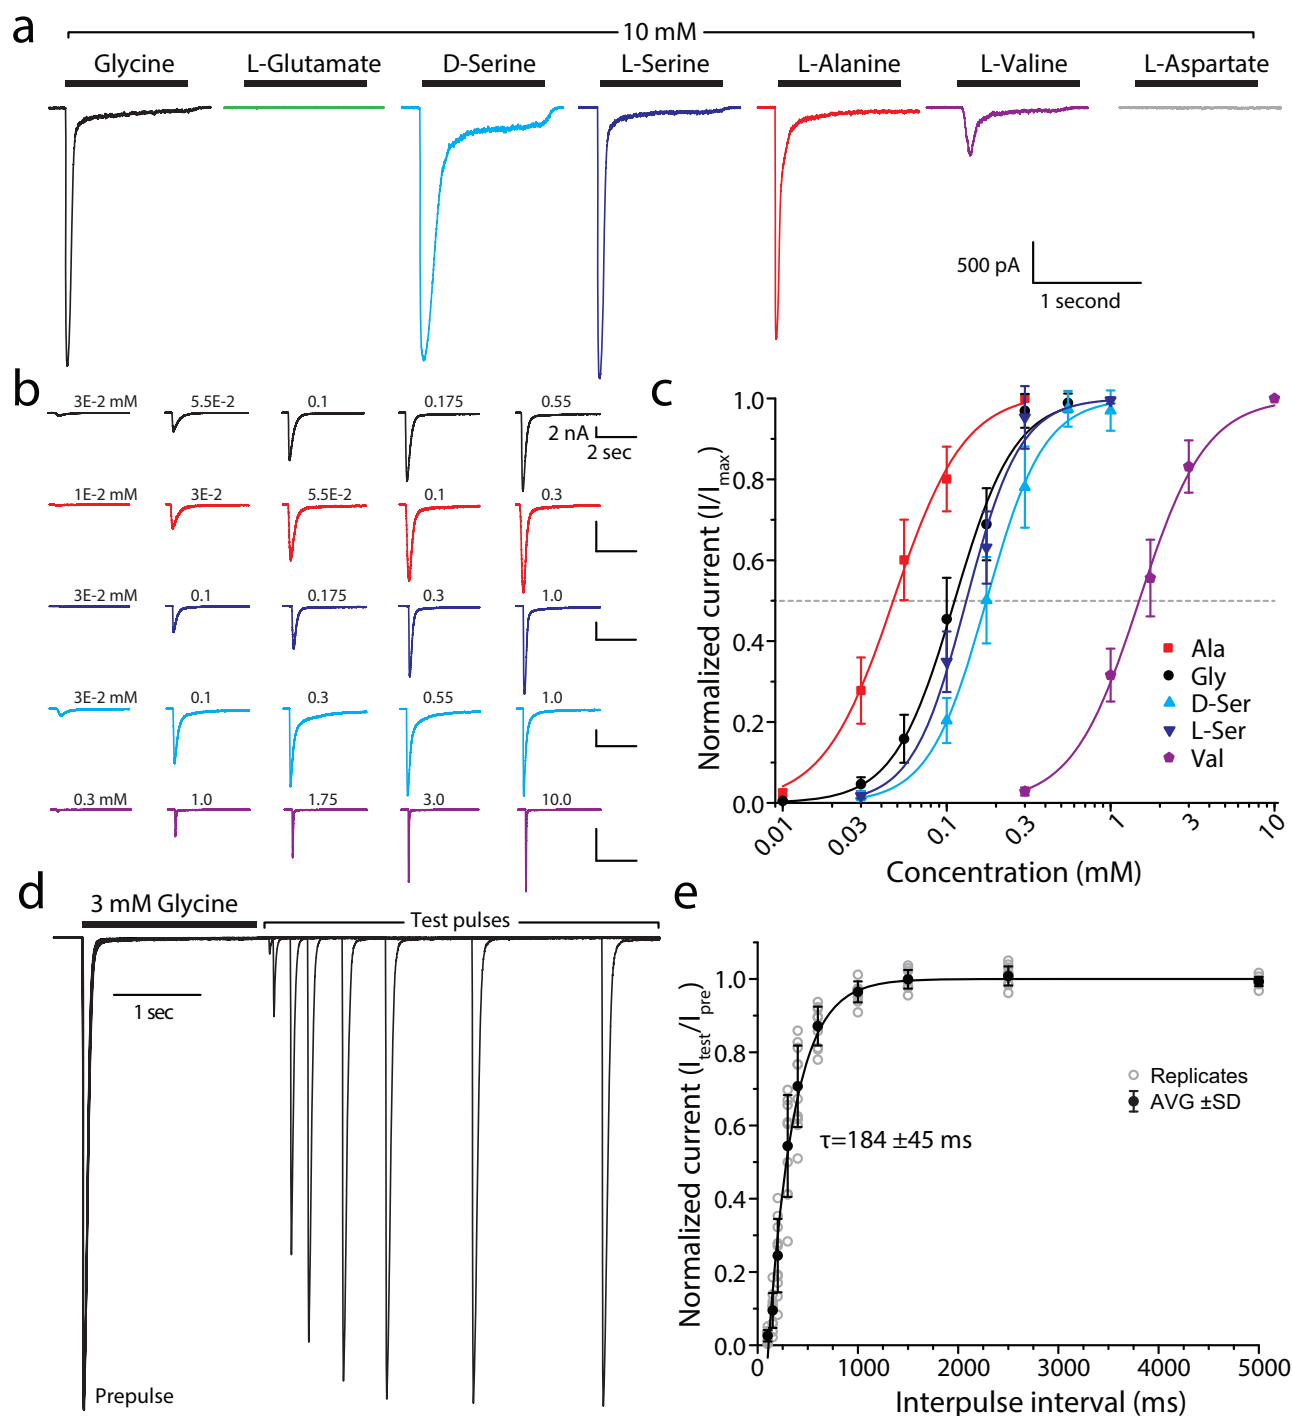 a
10 mM
Glycine L-Glutamate D-Serine L-Serine L-Alanine L-Valine L-Aspartate
500 pA
1 second
b
3E-2 mM 5.5E-2 0.1 0.175 0.55
2 nA
2 sec
1E-2 mM 3E-2 5.5E-2 0.1 0.3
3E-2 mM 0.1 0.175 0.3 1.0
3E-2 mM 0.1 0.3 0.55 1.0
0.3 mM 1.0 1.75 3.0 10.0
c
Normalized current (I/Imax)
1.0
0.8
0.6
0.4
0.2
0.0
Ala
Gly
D-Ser
L-Ser
Val
0.01 0.03 0.1 0.3 1 3 10
Concentration (mM)
d
3 mM Glycine
Test pulses
1 sec
Prepulse
e
Normalized current (Itest/Ipre)
1.0
0.8
0.6
0.4
0.2
0.0
Replicates
AVG ±SD
τ=184 ±45 ms
0 1000 2000 3000 4000 5000
Interpulse interval (ms)